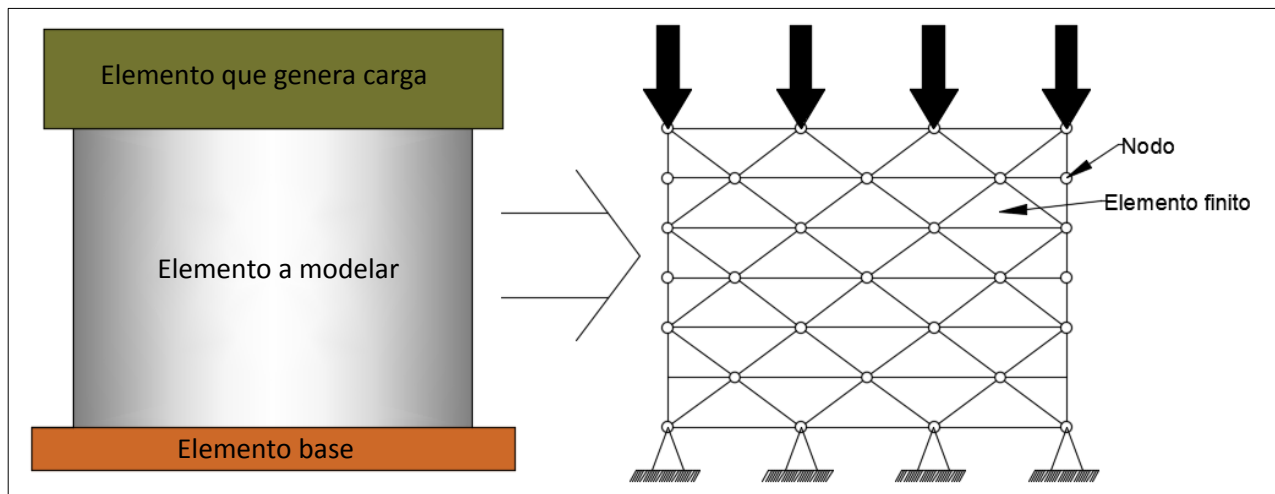 Elemento que genera carga
Elemento a modelar
Elemento base
Nodo
Elemento finito